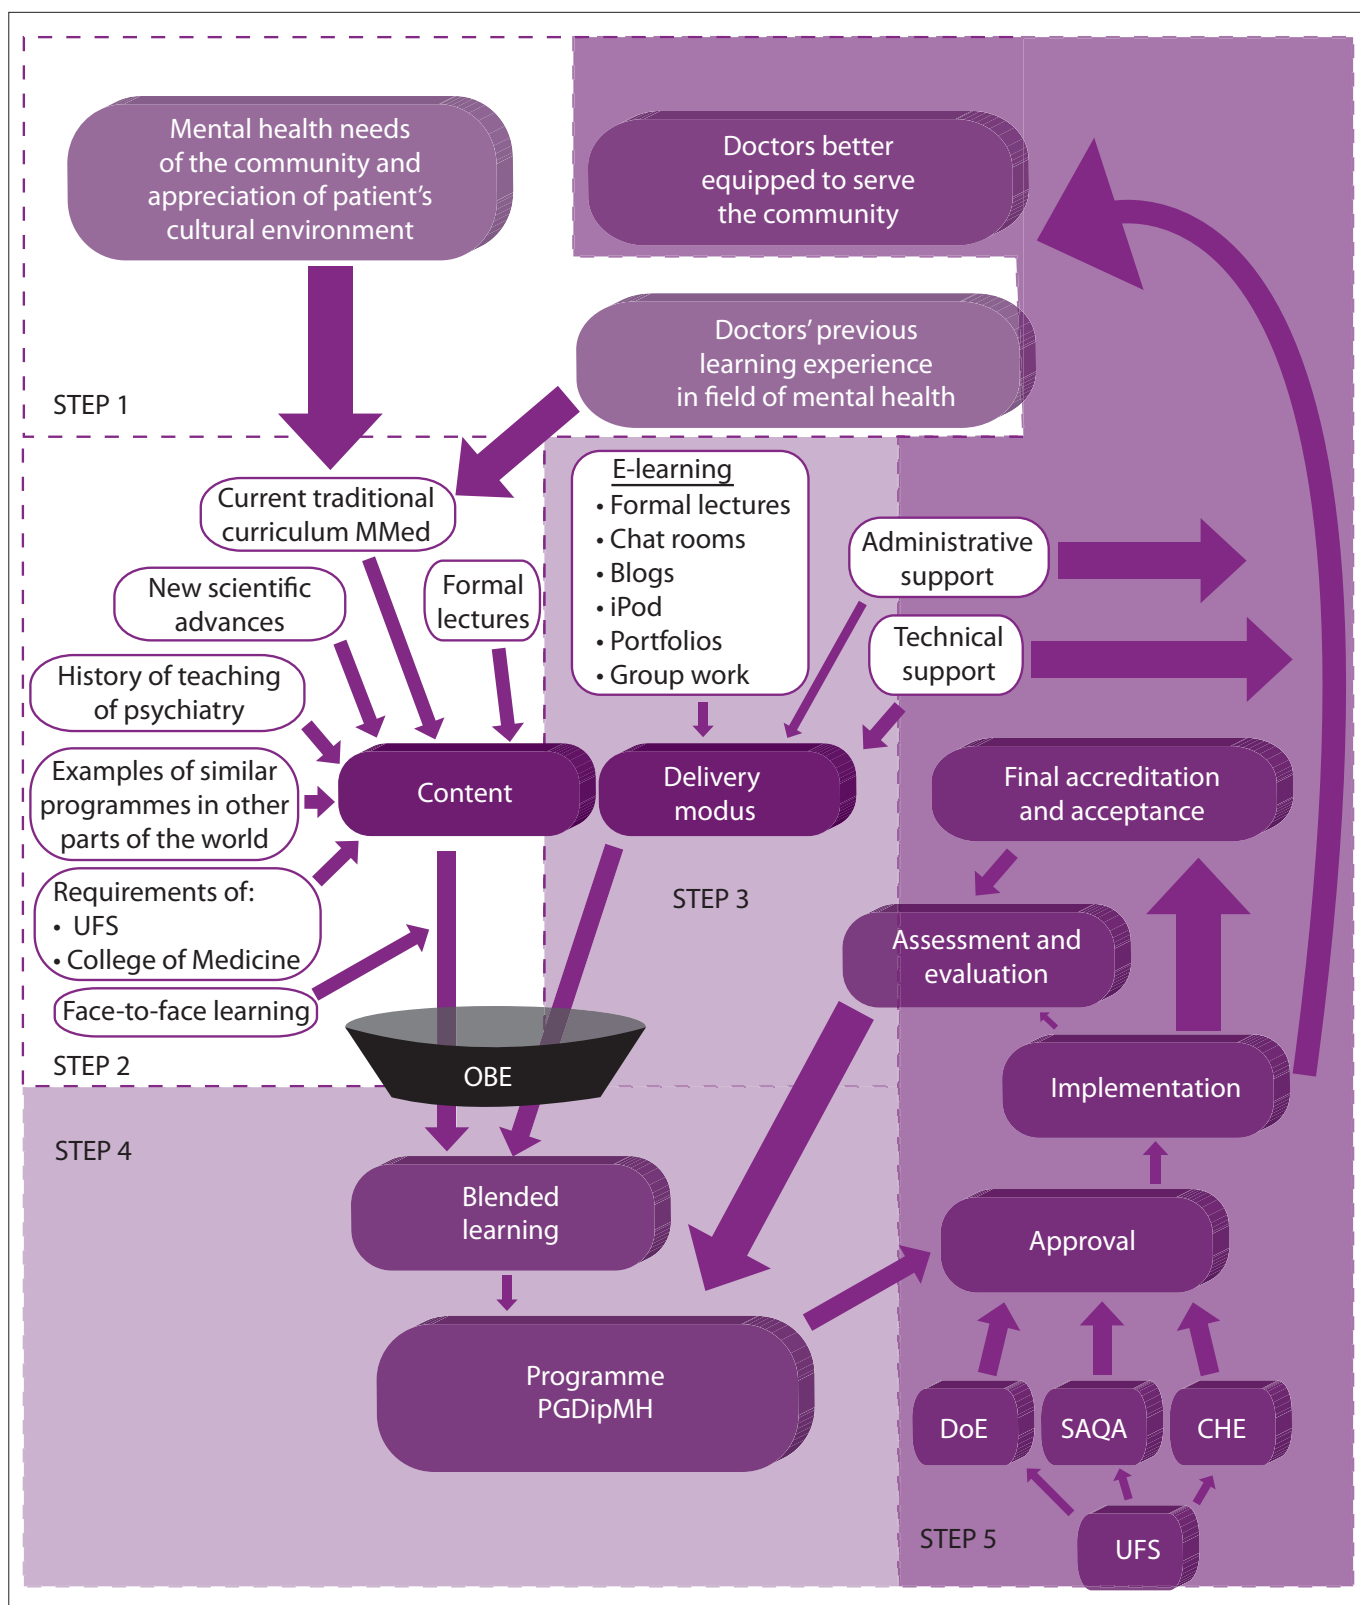 Mental health needs
of the community and
appreciation of patient's
cultural environment
Doctors better
equipped to serve
the community
Doctors' previous
learning experience
in field of mental health
STEP 1
Current traditional
curriculum MMed
New scientific
advances
Formal
lectures
History of teaching
of psychiatry
Examples of similar
programmes in other
parts of the world
Requirements of:
• UFS
• College of Medicine
Face-to-face learning
Content
STEP 2
E-learning
• Formal lectures
• Chat rooms
• Blogs
• iPod
• Portfolios
• Group work
Administrative
support
Technical
support
Delivery
modus
STEP 3
OBE
STEP 4
Blended
learning
Programme
PGDipMH
Final accreditation
and acceptance
Assessment and
evaluation
Implementation
Approval
DoE
SAQA
CHE
UFS
STEP 5